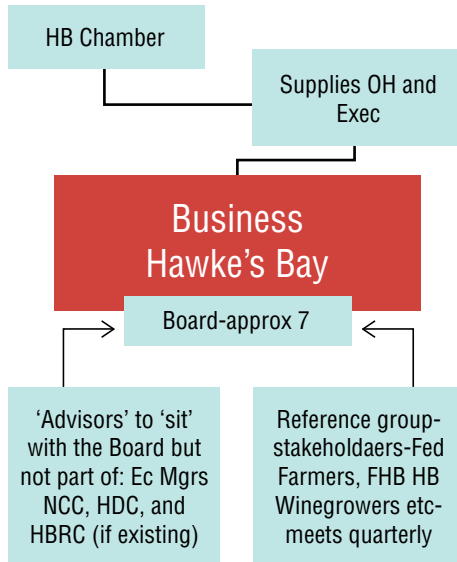 HB Chamber
Supplies OH and
Exec
Business
Hawke’s Bay
Board-approx 7
‘Advisors’ to ‘sit’
with the Board but
not part of: Ec Mgrs
NCC, HDC, and
HBRC (if existing)
Reference group-
stakeholdaers-Fed
Farmers, FHB HB
Winegrowers etc-
meets quarterly